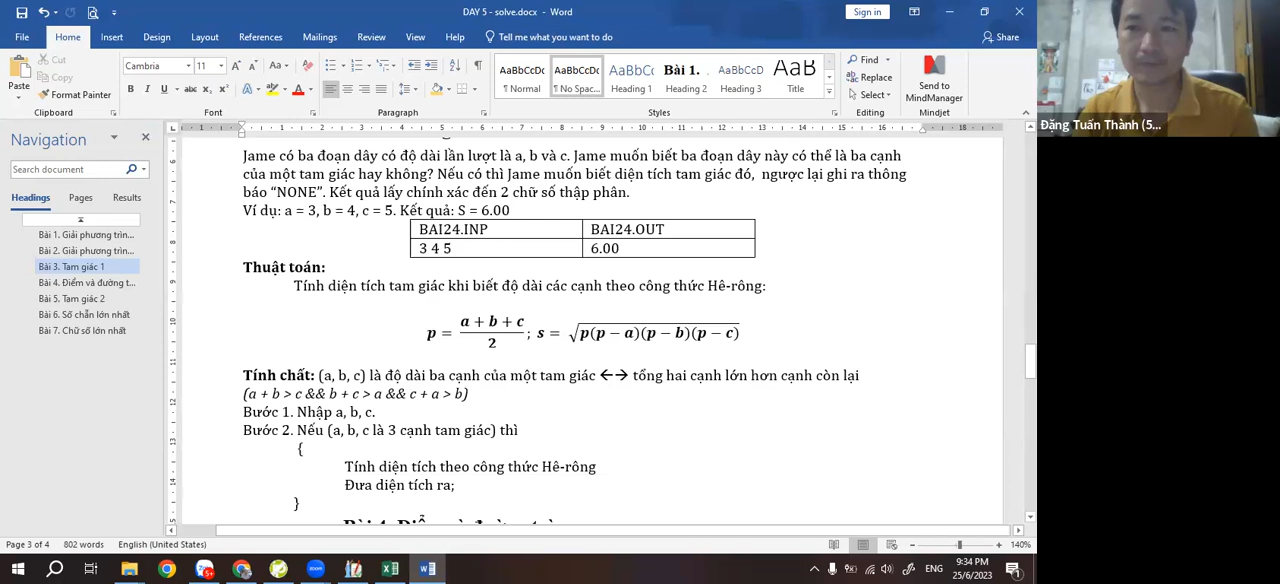 DAY 5 - solve.docx - Word
Sign in
File Home Insert Design Layout References Mailings Review View Help Tell me what you want to do
Share
Cut
Copy
Format Painter
Paste
Clipboard
Cambria 11
Font
Paragraph
AaBbCcDc AaBbCcDc AaBbCc Bài 1. AaBbCcD AaB
¶ Normal ¶ No Spac... Heading 1 Heading 2 Heading 3 Title
Styles
Find
Replace
Select
Editing
Send to
MindManager
Mindjet
Đăng Tuấn Thành (5...
Navigation
Search document
Headings Pages Results
Bài 1. Giải phương trìn...
Bài 2. Giải phương trìn...
Bài 3. Tam giác 1
Bài 4. Điểm và đường t...
Bài 5. Tam giác 2
Bài 6. Số chẵn lớn nhất
Bài 7. Chữ số lớn nhất
Jame có ba đoạn dây có độ dài lần lượt là a, b và c. Jame muốn biết ba đoạn dây này có thể là ba cạnh
của một tam giác hay không? Nếu có thì Jame muốn biết diện tích tam giác đó, ngược lại ghi ra thông
báo “NONE”. Kết quả lấy chính xác đến 2 chữ số thập phân.
Ví dụ: a = 3, b = 4, c = 5. Kết quả: S = 6.00
BAI24.INP BAI24.OUT
3 4 5 6.00
Thuật toán:
Tính diện tích tam giác khi biết độ dài các cạnh theo công thức Hê-rông:
p = (a + b + c)/2; s = √p(p − a)(p − b)(p − c)
Tính chất: (a, b, c) là độ dài ba cạnh của một tam giác ←→ tổng hai cạnh lớn hơn cạnh còn lại
(a + b > c && b + c > a && c + a > b)
Bước 1. Nhập a, b, c.
Bước 2. Nếu (a, b, c là 3 cạnh tam giác) thì
{
Tính diện tích theo công thức Hê-rông
Đưa diện tích ra;
}
Page 3 of 4 802 words English (United States)
140%
ENG
9:34 PM
25/6/2023